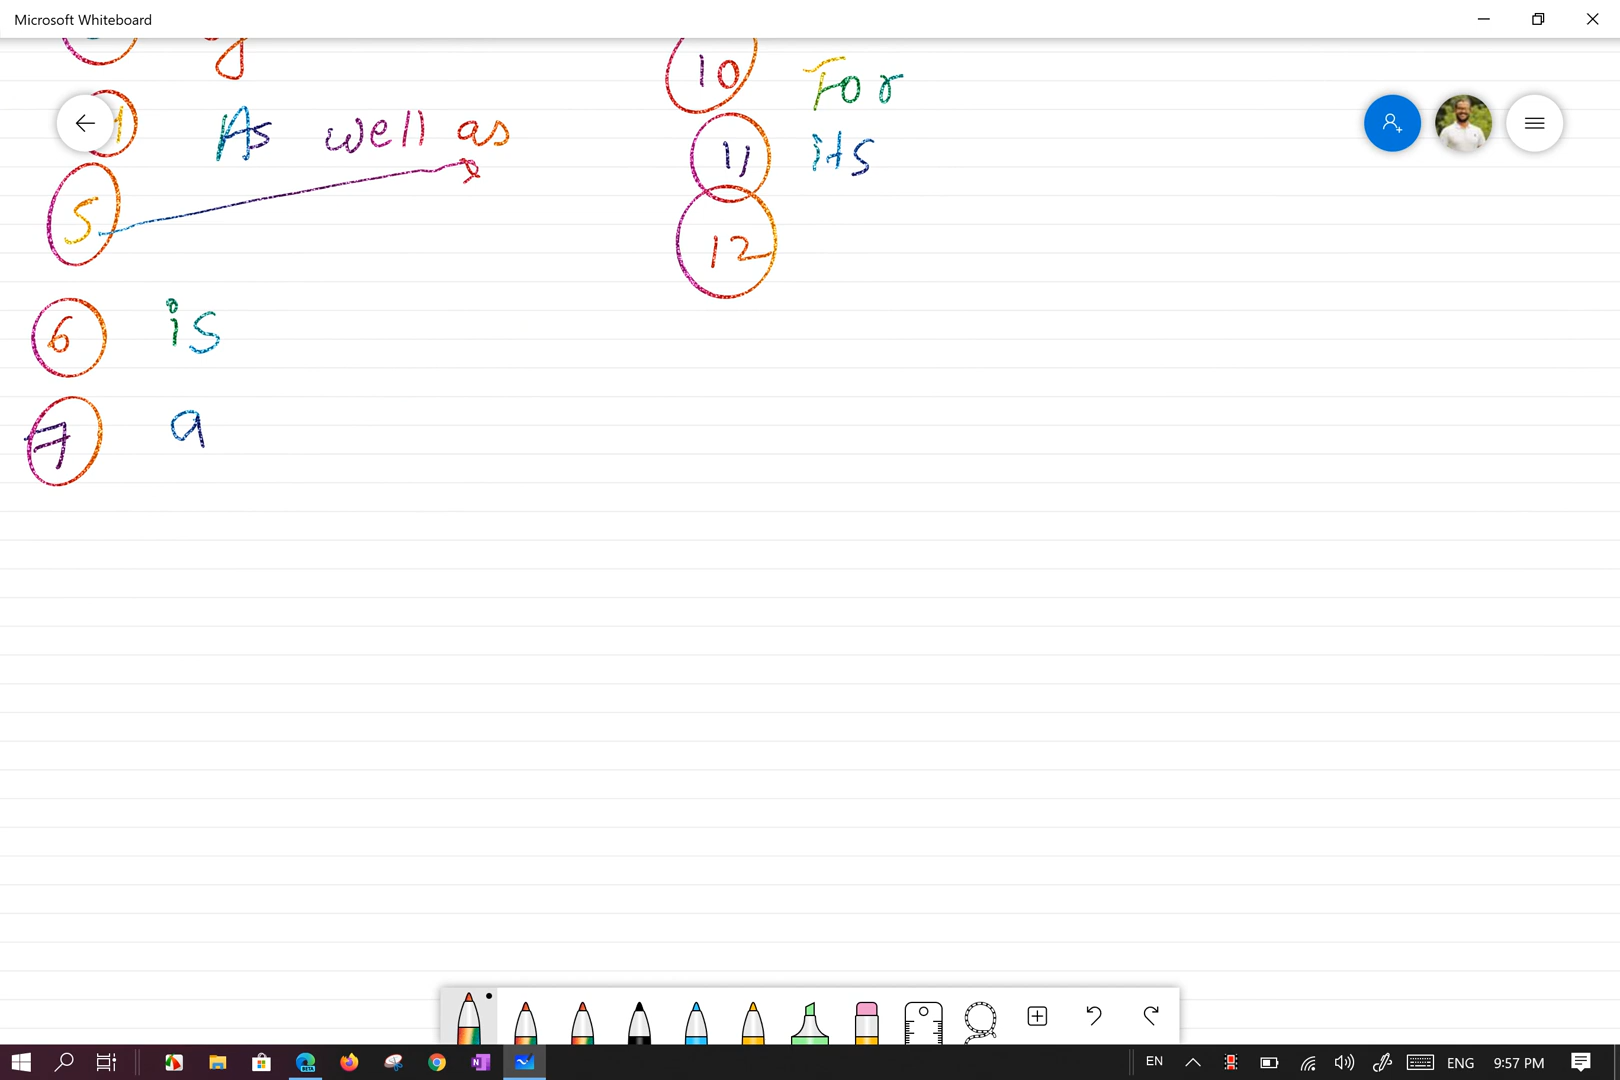 Microsoft Whiteboard
As well as
5
6 is
7 a
10 For
11 its
12
EN
ENG
9:57 PM